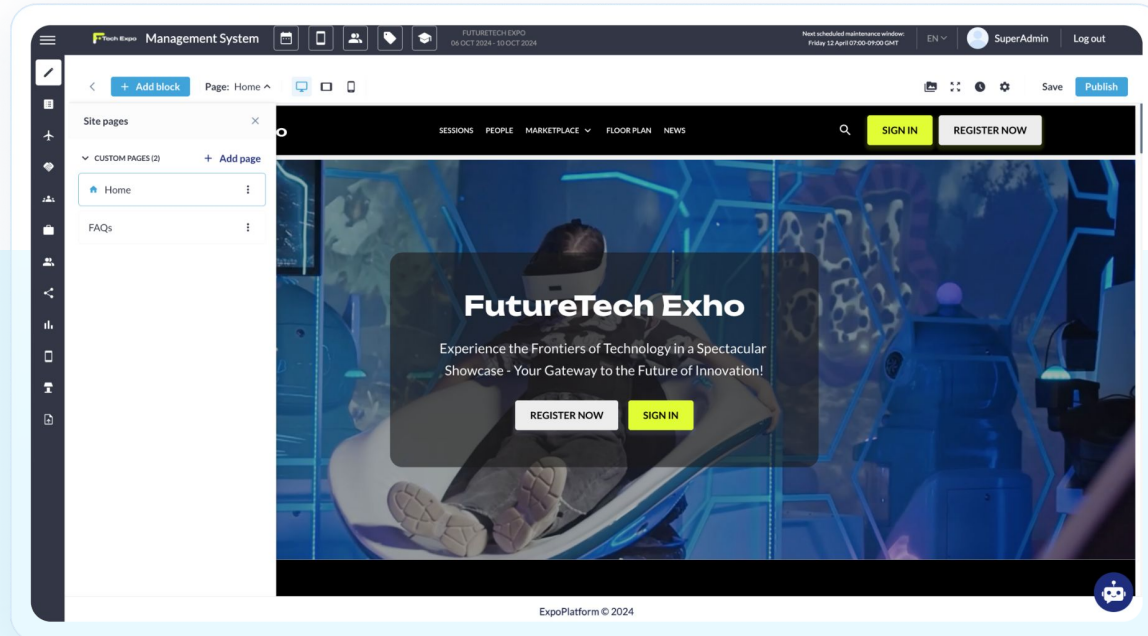 Tech Expo Management System
FUTURETECH EXPO
06 OCT 2024 - 10 OCT 2024
Next scheduled maintenance window:
Friday 12 April 07:00-09:00 GMT
EN
SuperAdmin
Log out
+ Add block
Page: Home
Save
Publish
Site pages
CUSTOM PAGES (2)
+ Add page
Home
FAQs
o
SESSIONS PEOPLE MARKETPLACE FLOOR PLAN NEWS
SIGN IN
REGISTER NOW
FutureTech Exho
Experience the Frontiers of Technology in a Spectacular
Showcase - Your Gateway to the Future of Innovation!
REGISTER NOW
SIGN IN
ExpoPlatform © 2024